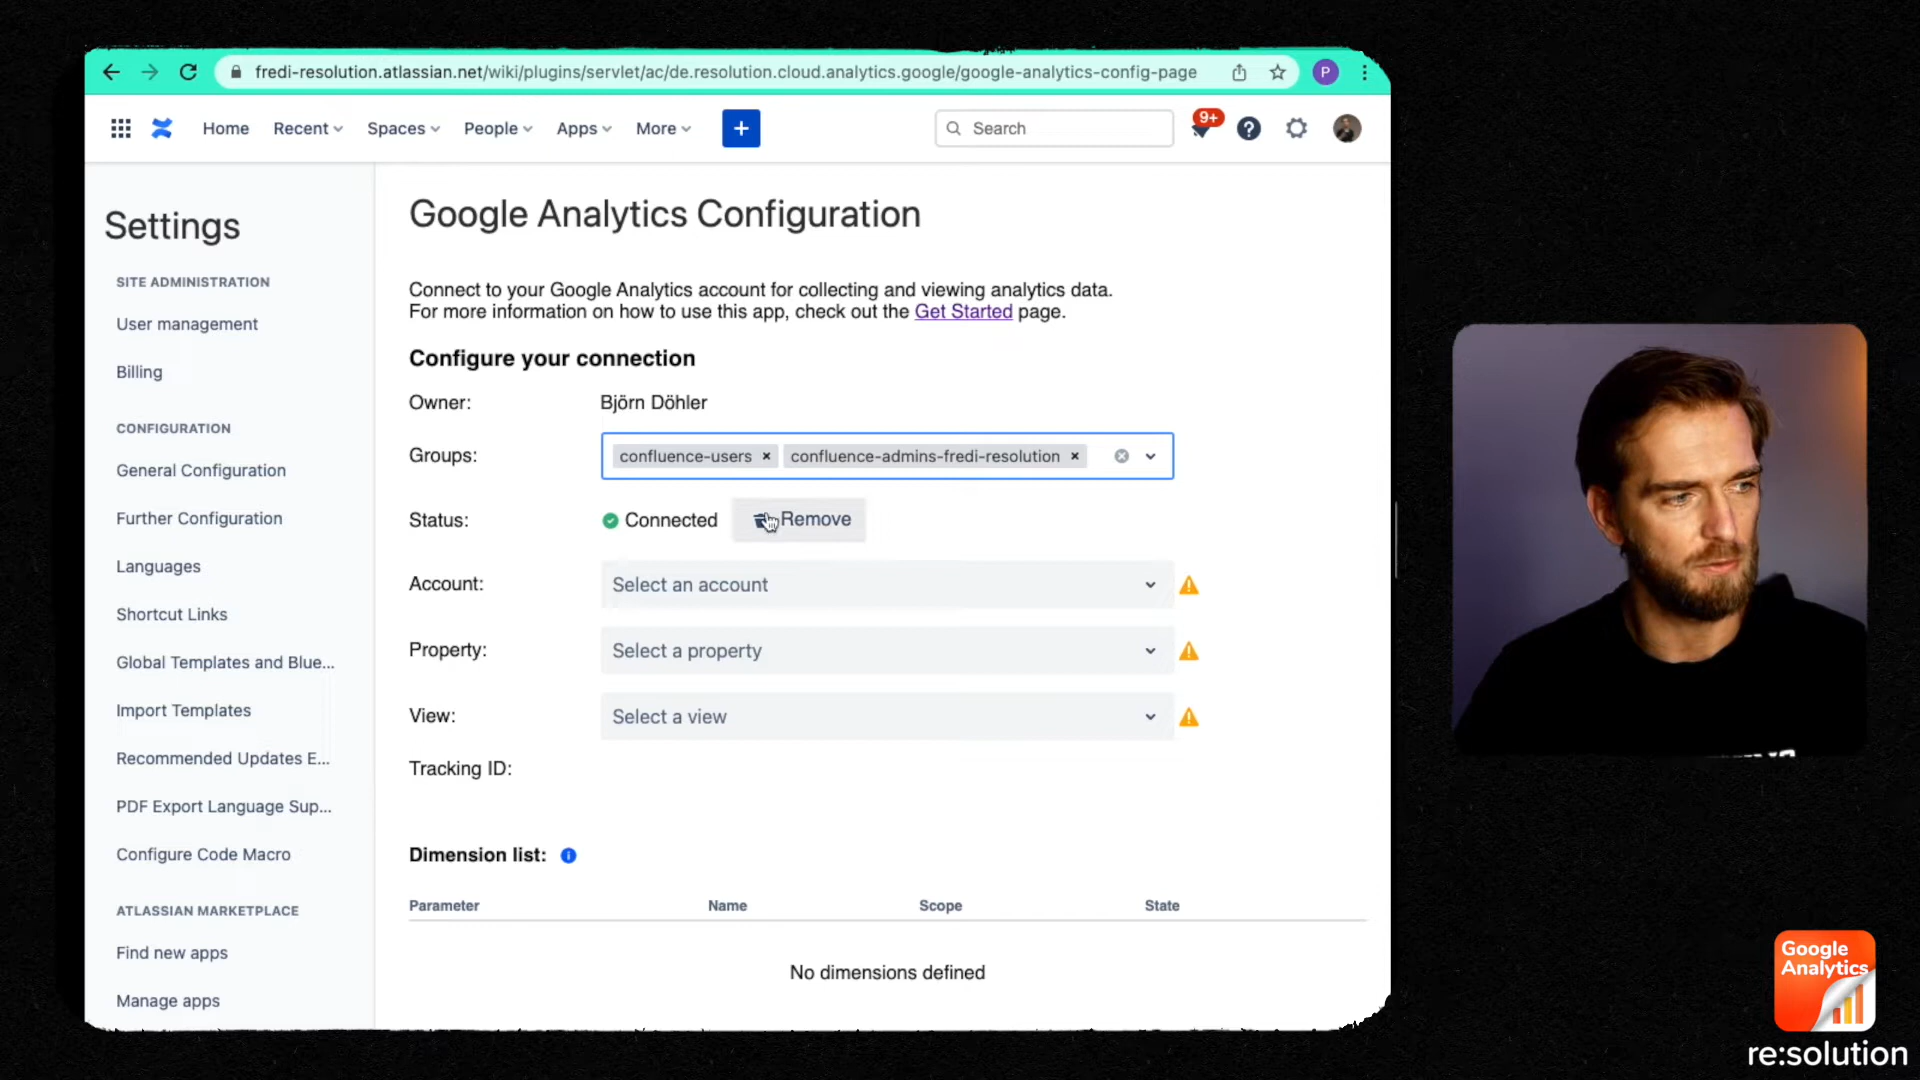 fredi-resolution.atlassian.net/wiki/plugins/servlet/ac/de.resolution.cloud.analytics.google/google-analytics-config-page
P
Home
Recent
Spaces
People
Apps
More
+
Search
9+
?
Settings
SITE ADMINISTRATION
User management
Billing
CONFIGURATION
General Configuration
Further Configuration
Languages
Shortcut Links
Global Templates and Blue...
Import Templates
Recommended Updates E...
PDF Export Language Sup...
Configure Code Macro
ATLASSIAN MARKETPLACE
Find new apps
Manage apps
Google Analytics Configuration
Connect to your Google Analytics account for collecting and viewing analytics data.
For more information on how to use this app, check out the Get Started page.
Configure your connection
Owner: Björn Döhler
Groups: confluence-users × confluence-admins-fredi-resolution ×
Status: Connected Remove
Account: Select an account
Property: Select a property
View: Select a view
Tracking ID:
Dimension list:
Parameter Name Scope State
No dimensions defined
Google
Analytics
re:solution